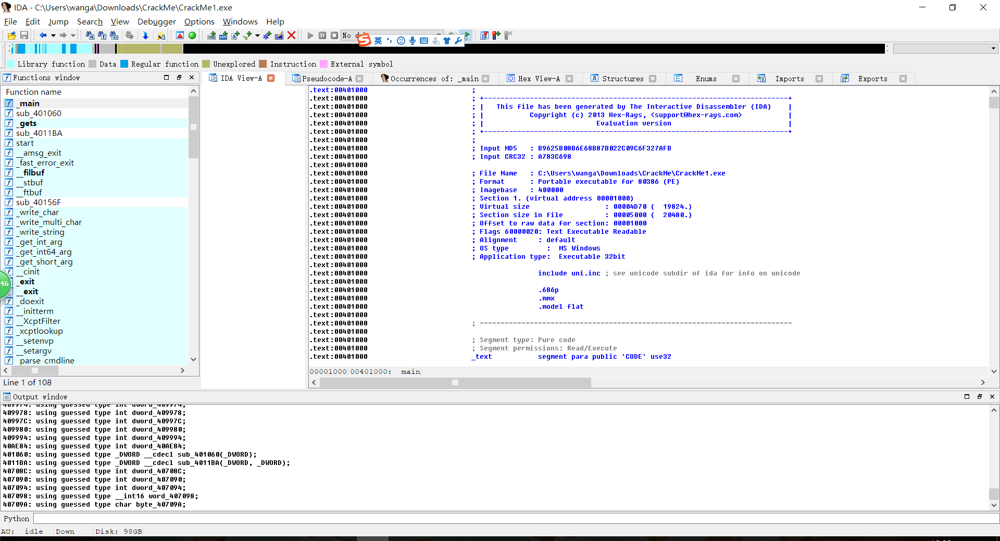 IDA - C:\Users\wanga\Downloads\CrackMe\CrackMe1.exe
File Edit Jump Search View Debugger Options Windows Help
No d
英
Library function Data Regular function Unexplored Instruction External symbol
Functions window
IDA View-A Pseudocode-A Occurrences of: _main Hex View-A Structures Enums Imports Exports
Function name
_main
sub_401060
_gets
sub_4011BA
start
__amsg_exit
_fast_error_exit
__filbuf
__stbuf
__ftbuf
sub_40156F
_write_char
_write_multi_char
_write_string
_get_int_arg
_get_int64_arg
_get_short_arg
__cinit
_exit
__exit
_doexit
__initterm
__XcptFilter
_xcptlookup
__setenvp
__setargv
_parse_cmdline
46
Line 1 of 108
.text:00401000 ;
.text:00401000 ; +-------------------------------------------------------------------------+
.text:00401000 ; | This file has been generated by The Interactive Disassembler (IDA) |
.text:00401000 ; | Copyright (c) 2013 Hex-Rays, <support@hex-rays.com> |
.text:00401000 ; | Evaluation version |
.text:00401000 ; +-------------------------------------------------------------------------+
.text:00401000 ;
.text:00401000 ; Input MD5 : B9625B08B6E68B87B022C09C6F327AFB
.text:00401000 ; Input CRC32 : A783C698
.text:00401000
.text:00401000 ; File Name : C:\Users\wanga\Downloads\CrackMe\CrackMe1.exe
.text:00401000 ; Format : Portable executable for 80386 (PE)
.text:00401000 ; Imagebase : 400000
.text:00401000 ; Section 1. (virtual address 00001000)
.text:00401000 ; Virtual size : 00004D70 ( 19824.)
.text:00401000 ; Section size in file : 00005000 ( 20480.)
.text:00401000 ; Offset to raw data for section: 00001000
.text:00401000 ; Flags 60000020: Text Executable Readable
.text:00401000 ; Alignment : default
.text:00401000 ; OS type : MS Windows
.text:00401000 ; Application type: Executable 32bit
.text:00401000
.text:00401000 include uni.inc ; see unicode subdir of ida for info on unicode
.text:00401000
.text:00401000 .686p
.text:00401000 .mmx
.text:00401000 .model flat
.text:00401000
.text:00401000 ; ===========================================================================
.text:00401000
.text:00401000 ; Segment type: Pure code
.text:00401000 ; Segment permissions: Read/Execute
.text:00401000 _text segment para public 'CODE' use32
00001000 00401000: main
Output window
409974: using guessed type int dword_409974;
409978: using guessed type int dword_409978;
40997C: using guessed type int dword_40997C;
409980: using guessed type int dword_409980;
409994: using guessed type int dword_409994;
40AE84: using guessed type int dword_40AE84;
401060: using guessed type _DWORD __cdecl sub_401060(_DWORD);
4011BA: using guessed type _DWORD __cdecl sub_4011BA(_DWORD, _DWORD);
40708C: using guessed type int dword_40708C;
407090: using guessed type int dword_407090;
407094: using guessed type int dword_407094;
407098: using guessed type __int16 word_407098;
40709A: using guessed type char byte_40709A;
Python
AU: idle Down Disk: 98GB